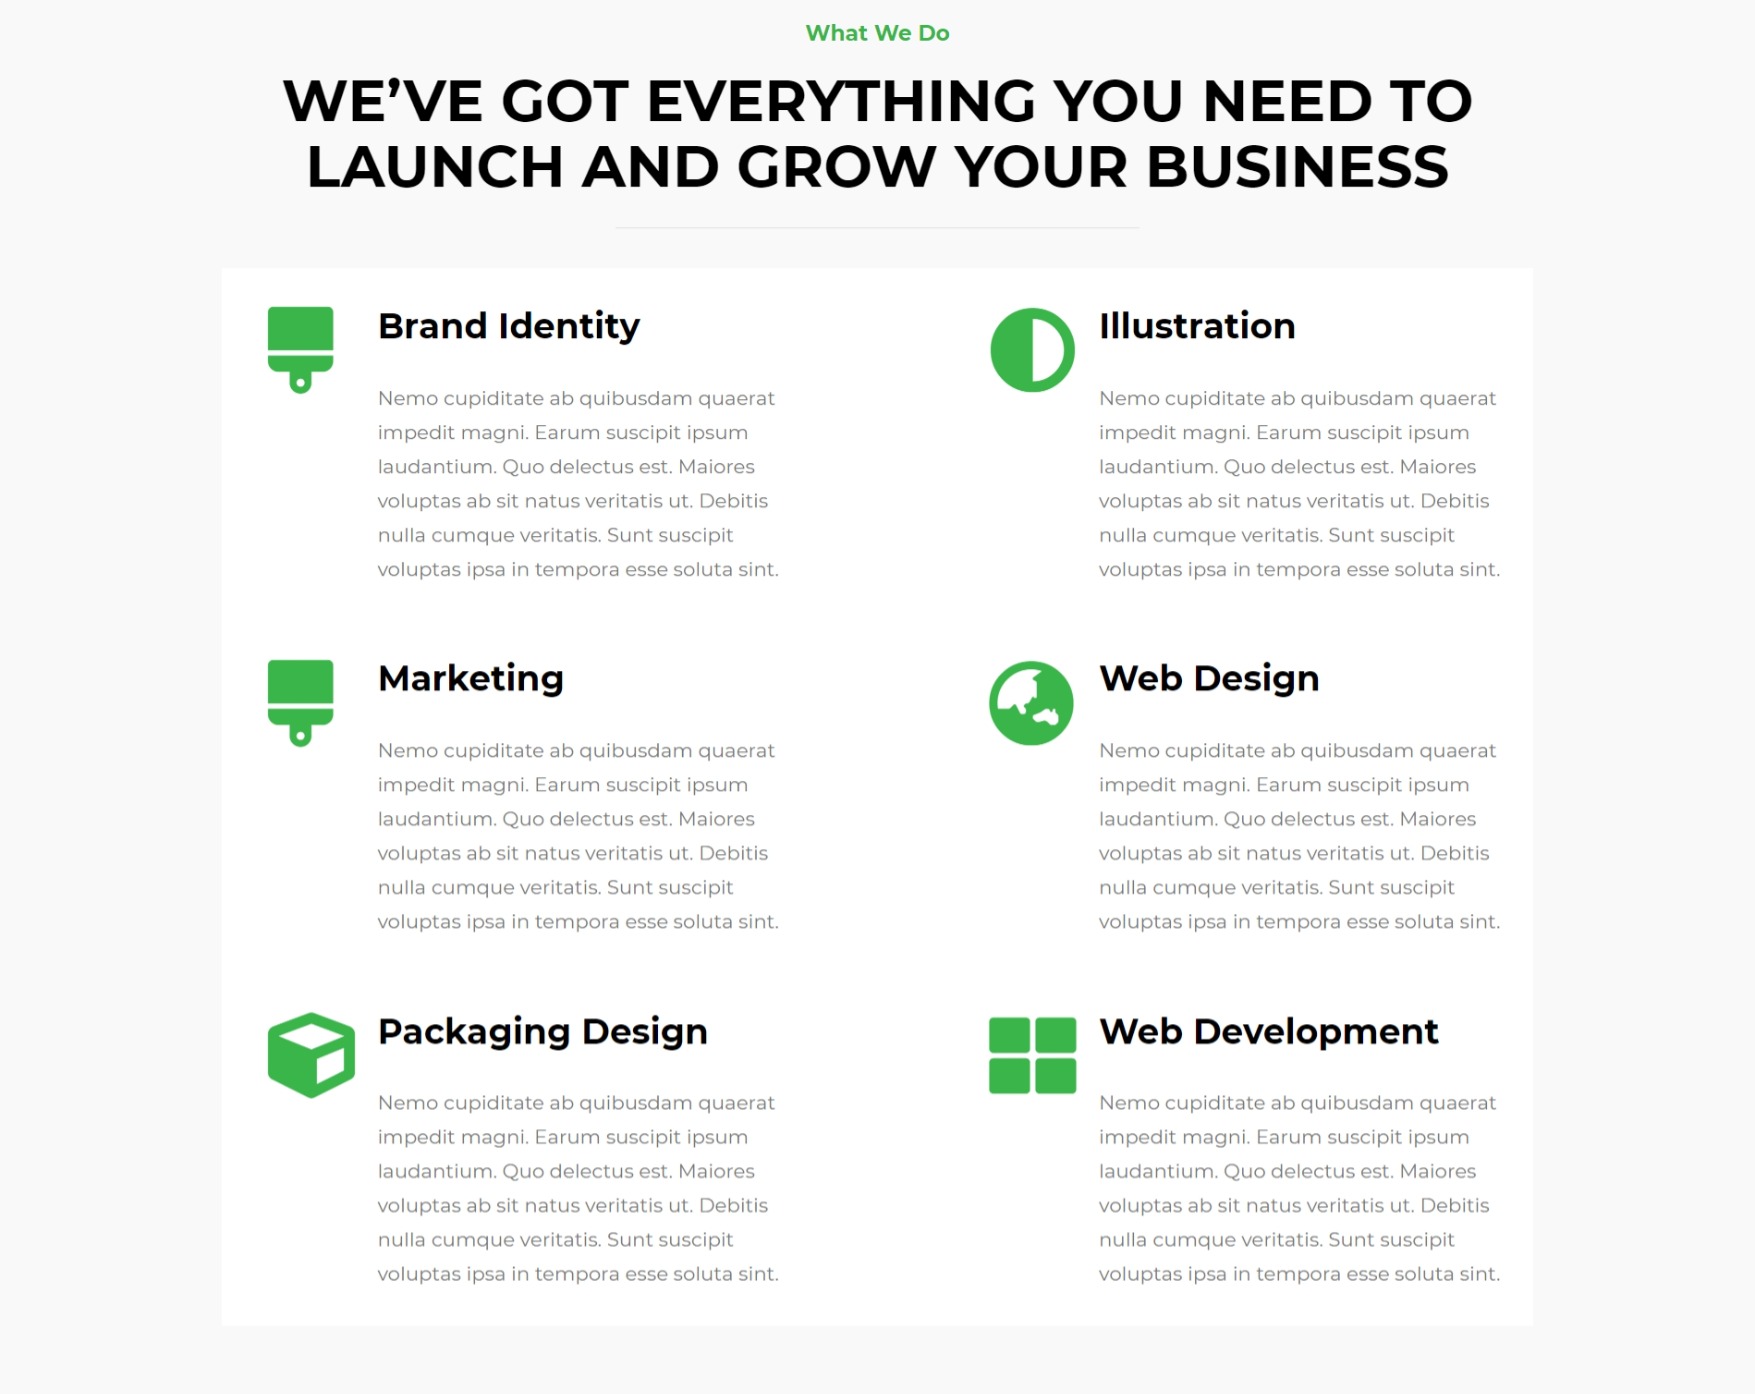 What We Do
WE’VE GOT EVERYTHING YOU NEED TO
LAUNCH AND GROW YOUR BUSINESS
Brand Identity
Nemo cupiditate ab quibusdam quaerat
impedit magni. Earum suscipit ipsum
laudantium. Quo delectus est. Maiores
voluptas ab sit natus veritatis ut. Debitis
nulla cumque veritatis. Sunt suscipit
voluptas ipsa in tempora esse soluta sint.
Illustration
Nemo cupiditate ab quibusdam quaerat
impedit magni. Earum suscipit ipsum
laudantium. Quo delectus est. Maiores
voluptas ab sit natus veritatis ut. Debitis
nulla cumque veritatis. Sunt suscipit
voluptas ipsa in tempora esse soluta sint.
Marketing
Nemo cupiditate ab quibusdam quaerat
impedit magni. Earum suscipit ipsum
laudantium. Quo delectus est. Maiores
voluptas ab sit natus veritatis ut. Debitis
nulla cumque veritatis. Sunt suscipit
voluptas ipsa in tempora esse soluta sint.
Web Design
Nemo cupiditate ab quibusdam quaerat
impedit magni. Earum suscipit ipsum
laudantium. Quo delectus est. Maiores
voluptas ab sit natus veritatis ut. Debitis
nulla cumque veritatis. Sunt suscipit
voluptas ipsa in tempora esse soluta sint.
Packaging Design
Nemo cupiditate ab quibusdam quaerat
impedit magni. Earum suscipit ipsum
laudantium. Quo delectus est. Maiores
voluptas ab sit natus veritatis ut. Debitis
nulla cumque veritatis. Sunt suscipit
voluptas ipsa in tempora esse soluta sint.
Web Development
Nemo cupiditate ab quibusdam quaerat
impedit magni. Earum suscipit ipsum
laudantium. Quo delectus est. Maiores
voluptas ab sit natus veritatis ut. Debitis
nulla cumque veritatis. Sunt suscipit
voluptas ipsa in tempora esse soluta sint.